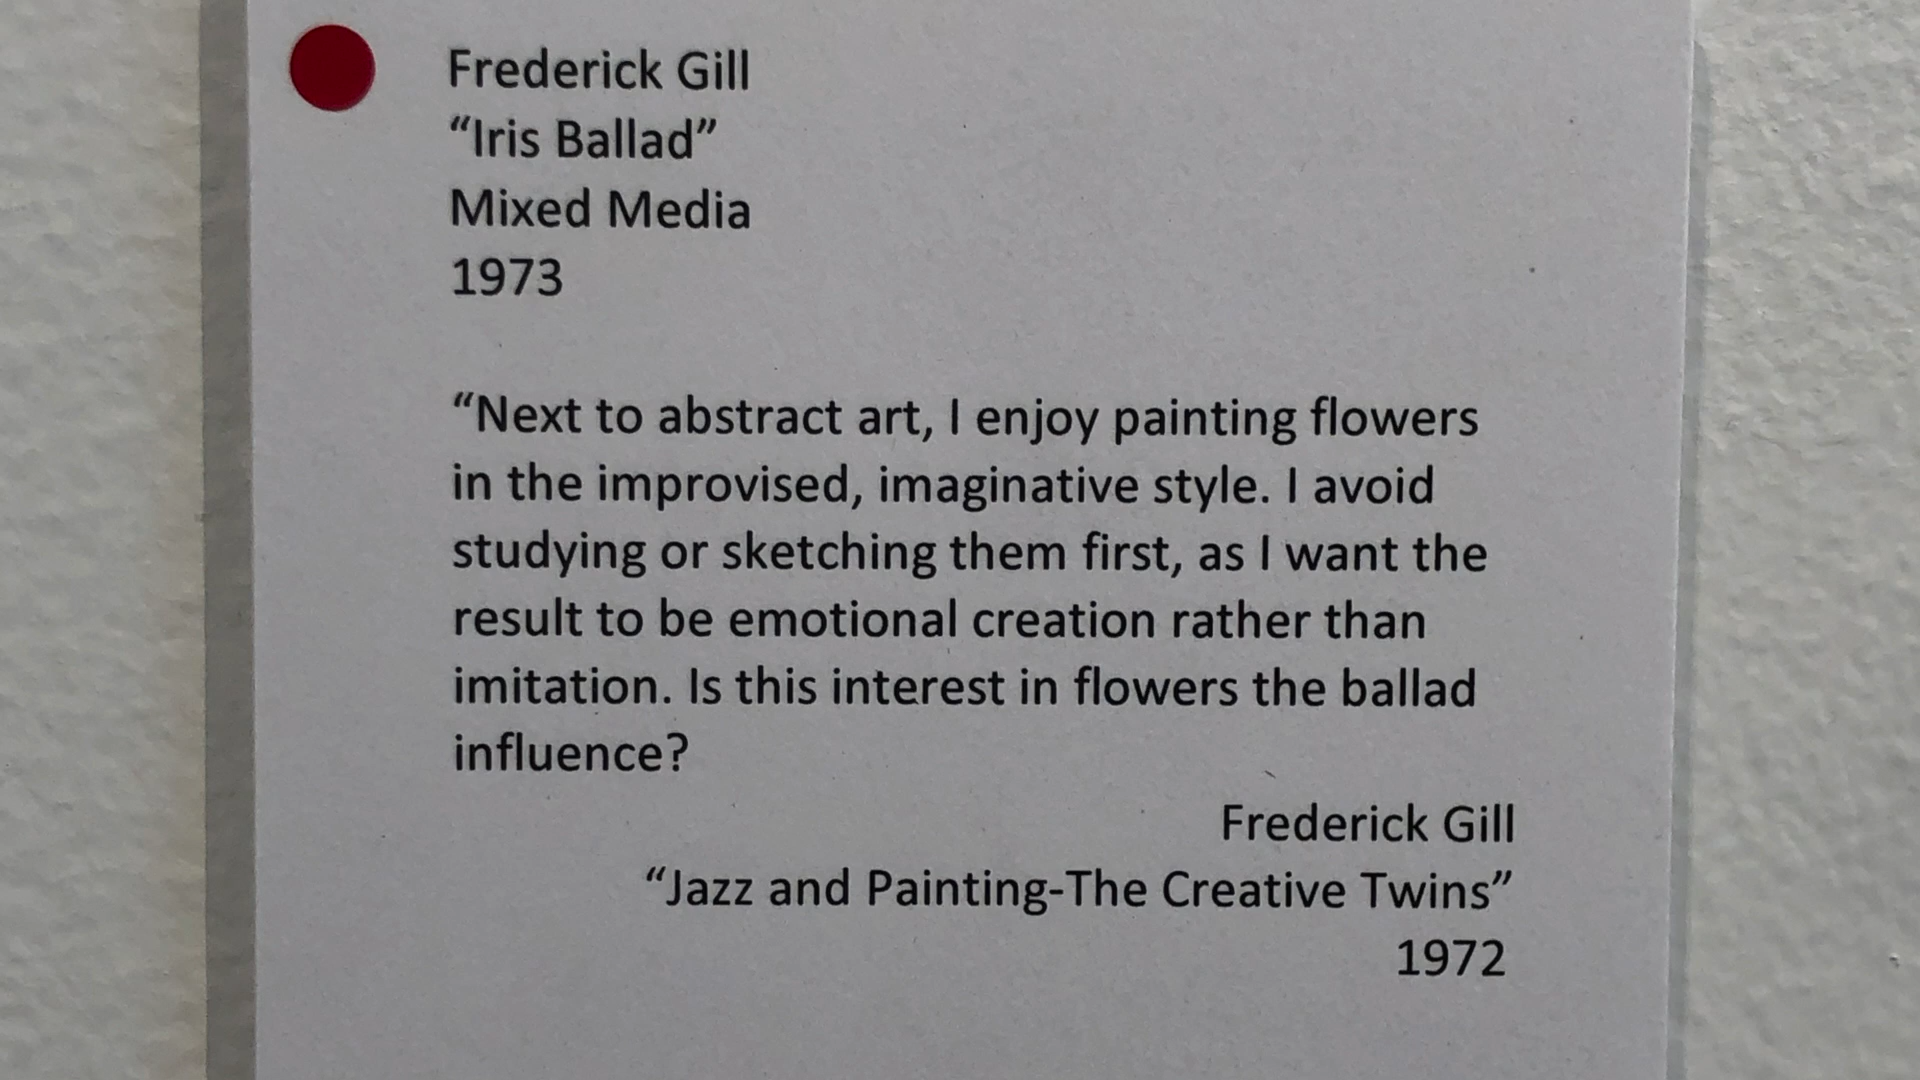 Frederick Gill
“Iris Ballad”
Mixed Media
1973
“Next to abstract art, I enjoy painting flowers
in the improvised, imaginative style. I avoid
studying or sketching them first, as I want the
result to be emotional creation rather than
imitation. Is this interest in flowers the ballad
influence?
Frederick Gill
“Jazz and Painting-The Creative Twins”
1972